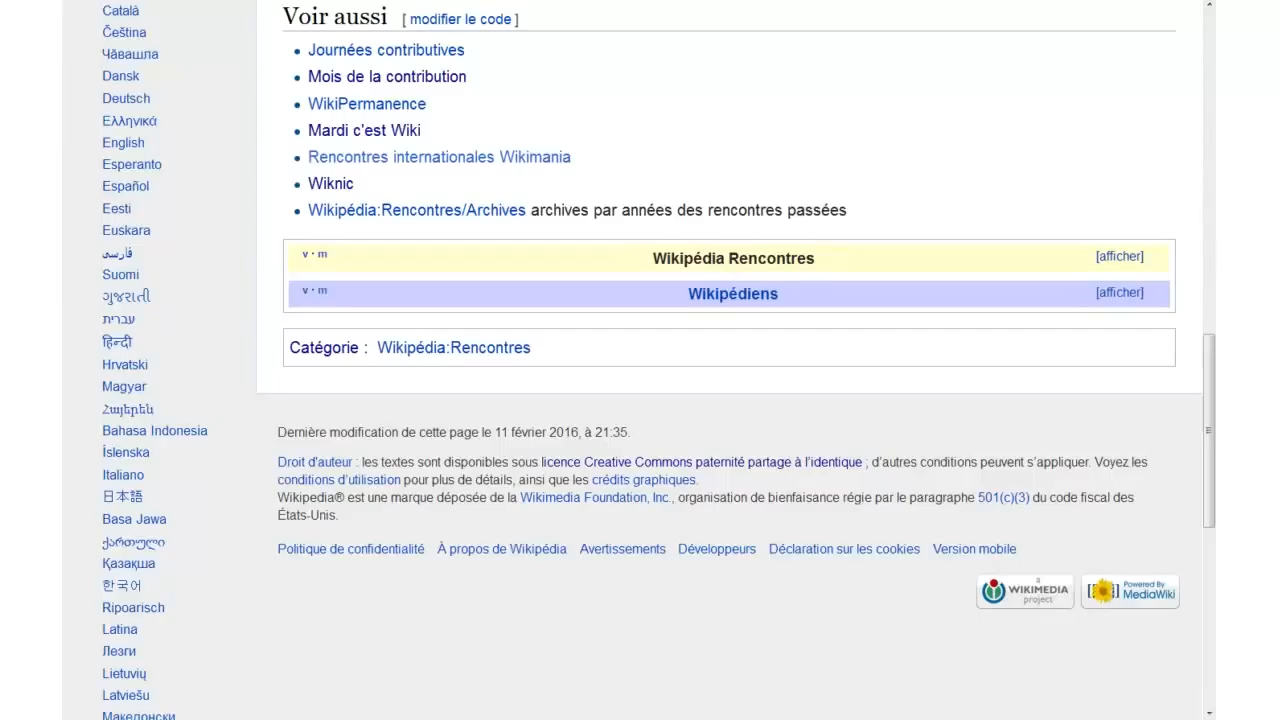 Català
Čeština
Чӑвашла
Dansk
Deutsch
Ελληνικά
English
Esperanto
Español
Eesti
Euskara
فارسی
Suomi
ગુજરાતી
עברית
हिन्दी
Hrvatski
Magyar
Հայերեն
Bahasa Indonesia
Íslenska
Italiano
日本語
Basa Jawa
ქართული
Қазақша
한국어
Ripoarisch
Latina
Лезги
Lietuvių
Latviešu
Македонски
Voir aussi [ modifier le code ]
Journées contributives
Mois de la contribution
WikiPermanence
Mardi c'est Wiki
Rencontres internationales Wikimania
Wiknic
Wikipédia:Rencontres/Archives archives par années des rencontres passées
v · m Wikipédia Rencontres [afficher]
v · m Wikipédiens [afficher]
Catégorie : Wikipédia:Rencontres
Dernière modification de cette page le 11 février 2016, à 21:35.
Droit d'auteur : les textes sont disponibles sous licence Creative Commons paternité partage à l’identique ; d’autres conditions peuvent s’appliquer. Voyez les
conditions d’utilisation pour plus de détails, ainsi que les crédits graphiques.
Wikipedia® est une marque déposée de la Wikimedia Foundation, Inc., organisation de bienfaisance régie par le paragraphe 501(c)(3) du code fiscal des
États-Unis.
Politique de confidentialité À propos de Wikipédia Avertissements Développeurs Déclaration sur les cookies Version mobile
a WIKIMEDIA project
Powered By MediaWiki